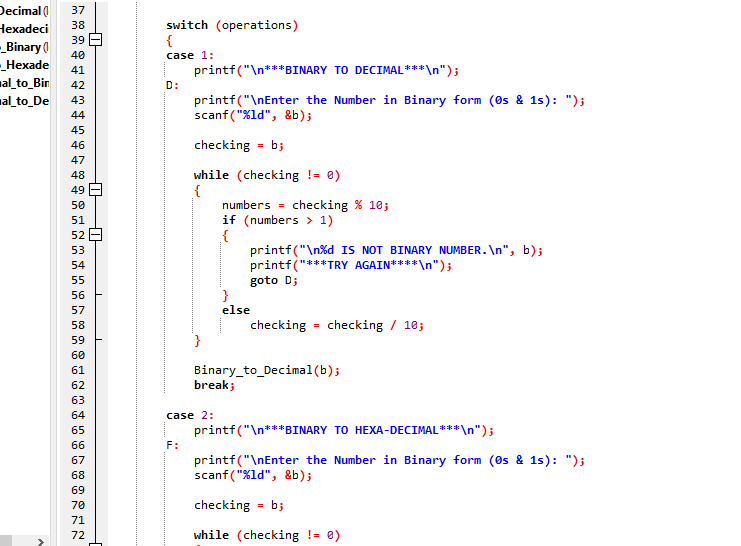 Decimal(
Hexadeci
_Binary(
_Hexade
al_to_Bin
al_to_De
37
38 switch (operations)
39 {
40 case 1:
41 printf("\n***BINARY TO DECIMAL***\n");
42 D:
43 printf("\nEnter the Number in Binary form (0s & 1s): ");
44 scanf("%ld", &b);
45
46 checking = b;
47
48 while (checking != 0)
49 {
50 numbers = checking % 10;
51 if (numbers > 1)
52 {
53 printf("\n%d IS NOT BINARY NUMBER.\n", b);
54 printf("***TRY AGAIN****\n");
55 goto D;
56 }
57 else
58 checking = checking / 10;
59 }
60
61 Binary_to_Decimal(b);
62 break;
63
64 case 2:
65 printf("\n***BINARY TO HEXA-DECIMAL***\n");
66 F:
67 printf("\nEnter the Number in Binary form (0s & 1s): ");
68 scanf("%ld", &b);
69
70 checking = b;
71
72 while (checking != 0)